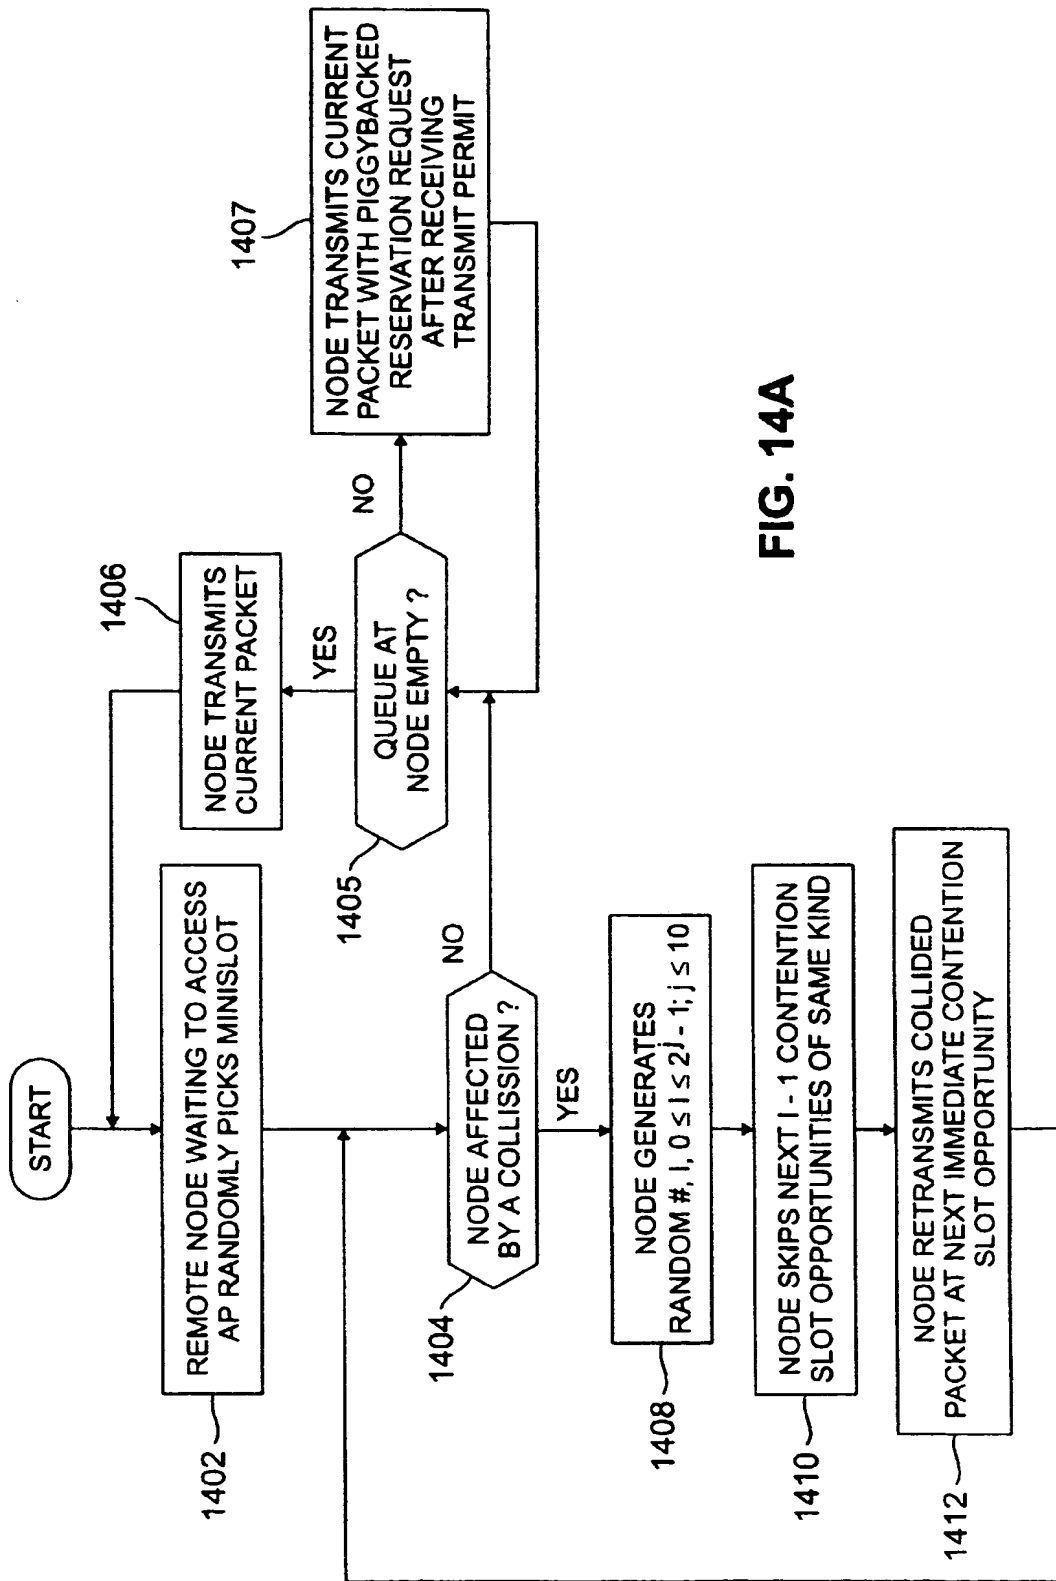 START
REMOTE NODE WAITING TO ACCESS
AP RANDOMLY PICKS MINISLOT
1402
NODE TRANSMITS
CURRENT PACKET
1406
NODE AFFECTED
BY A COLLISSION ?
1404
NO
YES
QUEUE AT
NODE EMPTY ?
1405
YES
NO
NODE TRANSMITS CURRENT
PACKET WITH PIGGYBACKED
RESERVATION REQUEST
AFTER RECEIVING
TRANSMIT PERMIT
1407
NODE GENERATES
RANDOM #, I, 0 ≤ I ≤ 2^j - 1; j ≤ 10
1408
NODE SKIPS NEXT I - 1 CONTENTION
SLOT OPPORTUNITIES OF SAME KIND
1410
NODE RETRANSMITS COLLIDED
PACKET AT NEXT IMMEDIATE CONTENTION
SLOT OPPORTUNITY
1412
FIG. 14A